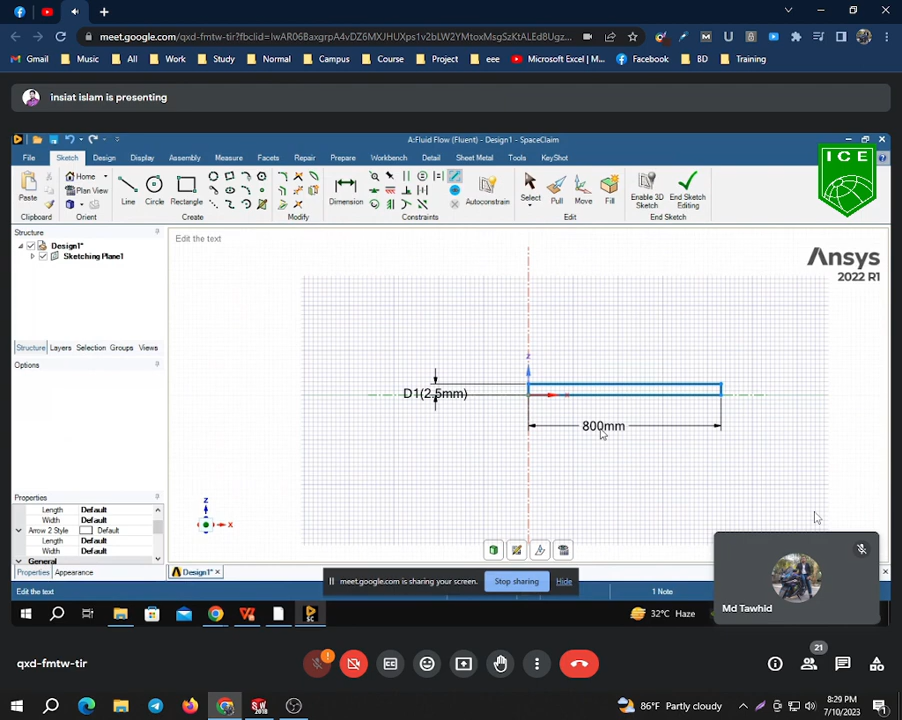 meet.google.com/qxd-fmtw-tir?fbclid=IwAR06BaxgrpA4vDZ6MXJHUXps1v2bLW2YMtoxMsgSzKtALEd8Ugz...
Gmail Music All Work Study Normal Campus Course Project eee Microsoft Excel | M... Facebook BD Training
insiat islam is presenting
A:Fluid Flow (Fluent) - Design1 - SpaceClaim
File Sketch Design Display Assembly Measure Facets Repair Prepare Workbench Detail Sheet Metal Tools KeyShot
ICE
Home
Plan View
Paste Line Circle Rectangle Dimension Autoconstrain Select Pull Move Fill Enable 3D Sketch End Sketch Editing
Clipboard Orient Create Modify Constraints Edit End Sketch
Structure
Edit the text
Design1*
Sketching Plane1
Ansys
2022 R1
Structure Layers Selection Groups Views
Options
z
D1(2.5mm)
x
800mm
Properties
Length Default
Width Default
Arrow 2 Style Default
Length Default
Width Default
General
Z
X
Properties Appearance
Design1*
meet.google.com is sharing your screen. Stop sharing Hide
Edit the text
1 Note
Md Tawhid
SC
32°C Haze
qxd-fmtw-tir
21
CC
86°F Partly cloudy
8:29 PM
7/10/2023